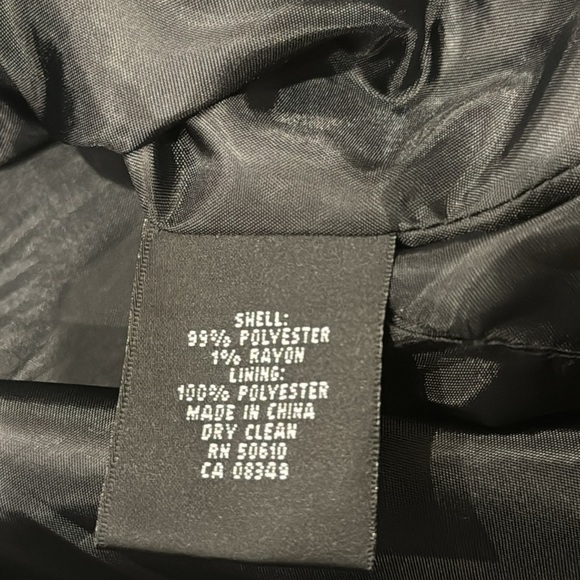 SHELL:
99% POLYESTER
1% RAYON
LINING:
100% POLYESTER
MADE IN CHINA
DRY CLEAN
RN 50610
CA 08349